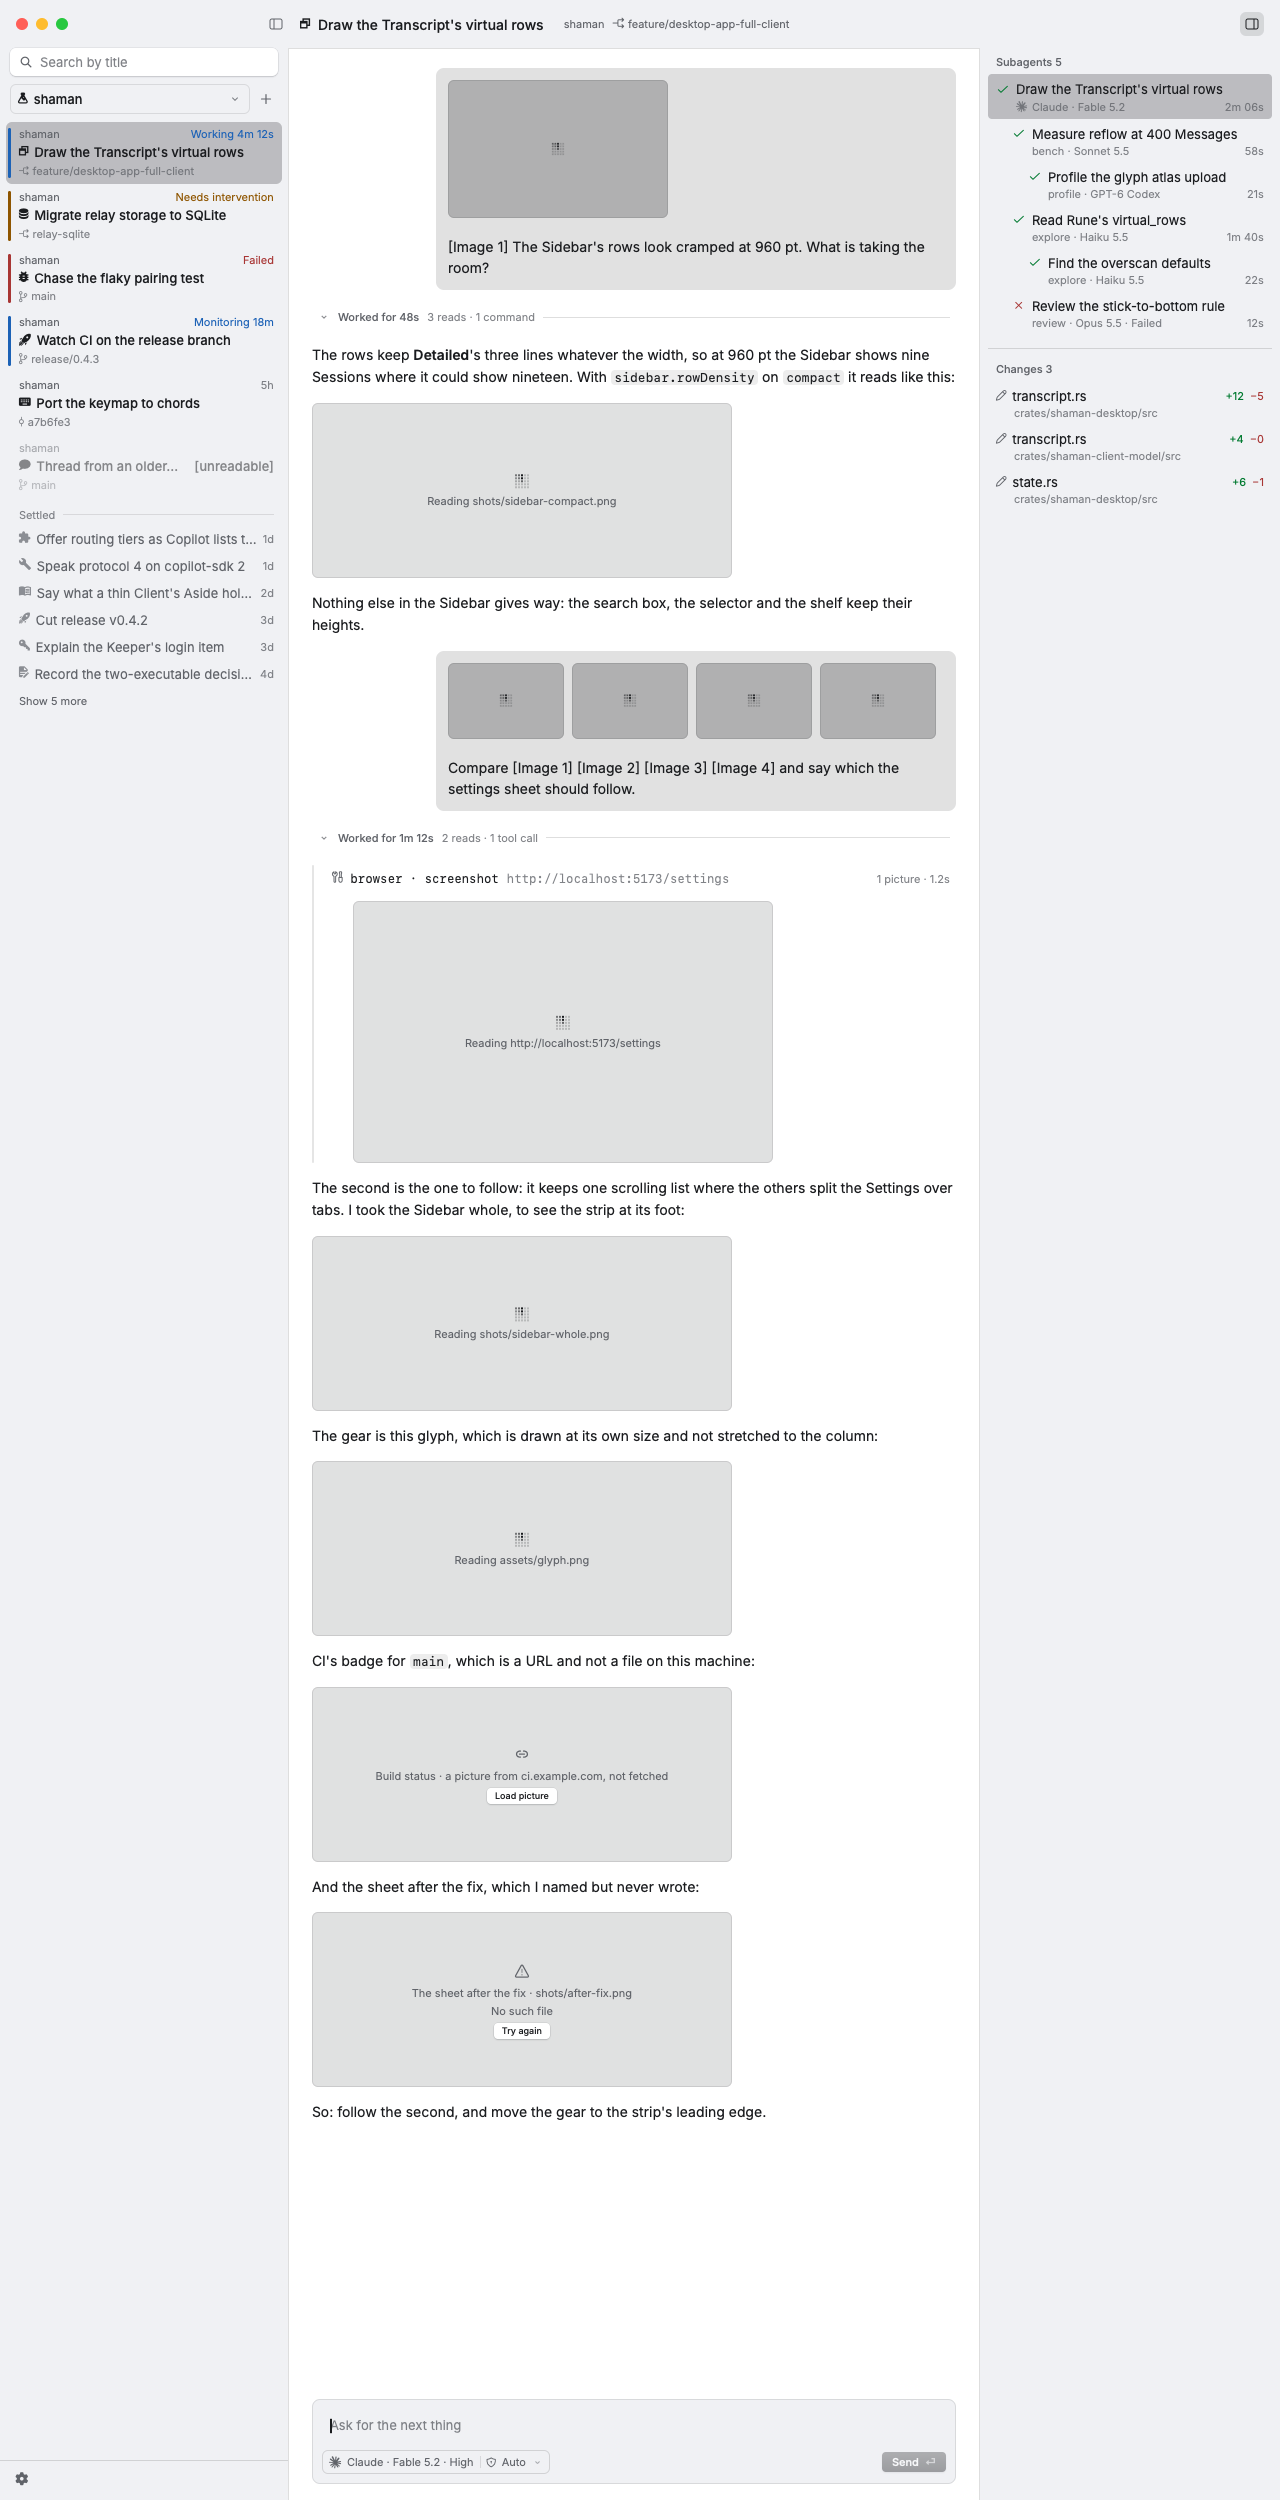 Draw the Transcript's virtual rows shaman feature/desktop-app-full-client
Search by title
shaman
shaman Working 4m 12s
Draw the Transcript's virtual rows
feature/desktop-app-full-client
shaman Needs intervention
Migrate relay storage to SQLite
relay-sqlite
shaman Failed
Chase the flaky pairing test
main
shaman Monitoring 18m
Watch CI on the release branch
release/0.4.3
shaman 5h
Port the keymap to chords
a7b6fe3
shaman
Thread from an older... [unreadable]
main
Settled
Offer routing tiers as Copilot lists t... 1d
Speak protocol 4 on copilot-sdk 2 1d
Say what a thin Client's Aside hol... 2d
Cut release v0.4.2 3d
Explain the Keeper's login item 3d
Record the two-executable decisi... 4d
Show 5 more
[Image 1] The Sidebar's rows look cramped at 960 pt. What is taking the
room?
Worked for 48s 3 reads · 1 command
The rows keep Detailed's three lines whatever the width, so at 960 pt the Sidebar shows nine
Sessions where it could show nineteen. With sidebar.rowDensity on compact it reads like this:
Reading shots/sidebar-compact.png
Nothing else in the Sidebar gives way: the search box, the selector and the shelf keep their
heights.
Compare [Image 1] [Image 2] [Image 3] [Image 4] and say which the
settings sheet should follow.
Worked for 1m 12s 2 reads · 1 tool call
browser · screenshot http://localhost:5173/settings 1 picture · 1.2s
Reading http://localhost:5173/settings
The second is the one to follow: it keeps one scrolling list where the others split the Settings over
tabs. I took the Sidebar whole, to see the strip at its foot:
Reading shots/sidebar-whole.png
The gear is this glyph, which is drawn at its own size and not stretched to the column:
Reading assets/glyph.png
CI's badge for main, which is a URL and not a file on this machine:
Build status · a picture from ci.example.com, not fetched
Load picture
And the sheet after the fix, which I named but never wrote:
The sheet after the fix · shots/after-fix.png
No such file
Try again
So: follow the second, and move the gear to the strip's leading edge.
Ask for the next thing
Claude · Fable 5.2 · High Auto Send
Subagents 5
Draw the Transcript's virtual rows
Claude · Fable 5.2 2m 06s
Measure reflow at 400 Messages
bench · Sonnet 5.5 58s
Profile the glyph atlas upload
profile · GPT-6 Codex 21s
Read Rune's virtual_rows
explore · Haiku 5.5 1m 40s
Find the overscan defaults
explore · Haiku 5.5 22s
Review the stick-to-bottom rule
review · Opus 5.5 · Failed 12s
Changes 3
transcript.rs +12 −5
crates/shaman-desktop/src
transcript.rs +4 −0
crates/shaman-client-model/src
state.rs +6 −1
crates/shaman-desktop/src